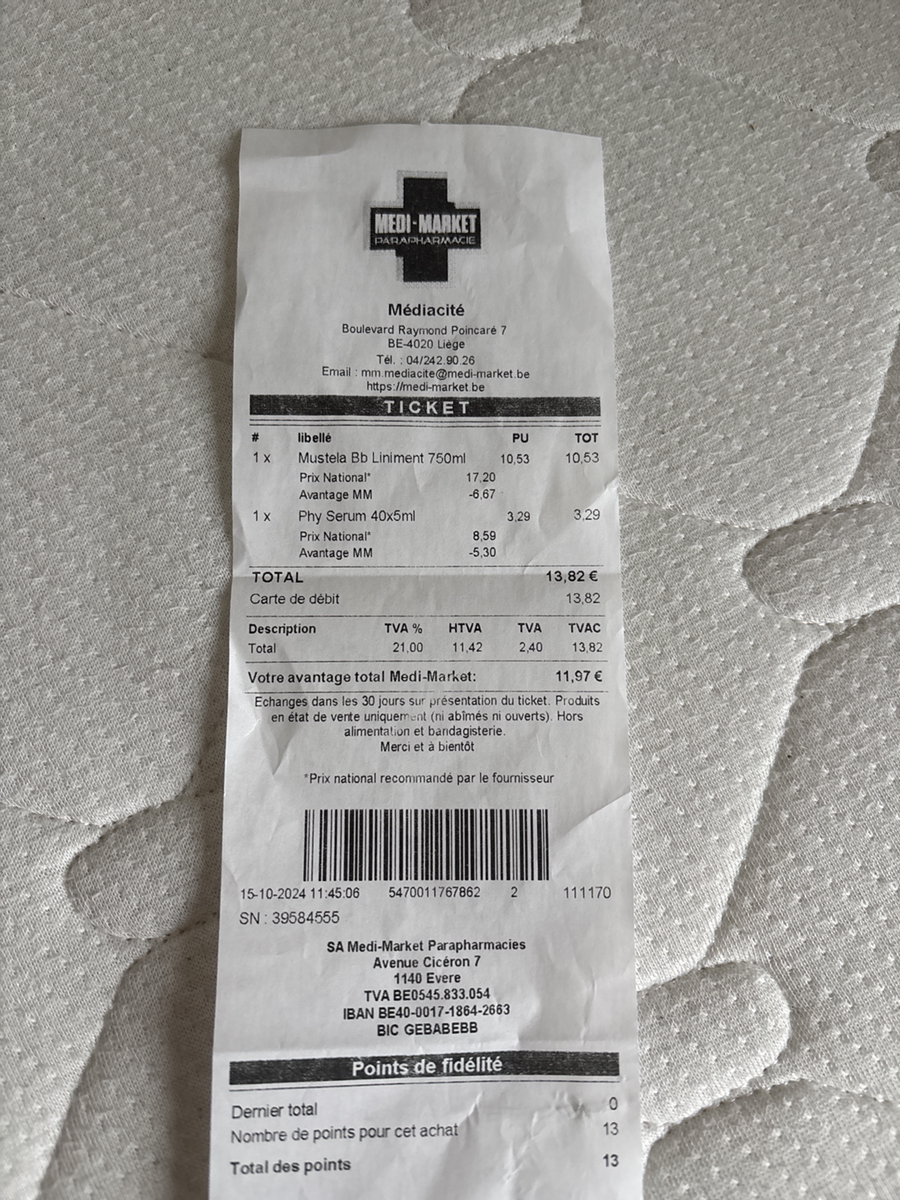 MEDI-MARKET
PARAPHARMACIE
Médiacité
Boulevard Raymond Poincaré 7
BE-4020 Liège
Tél. : 04/242.90.26
Email : mm.mediacite@medi-market.be
https://medi-market.be
TICKET
# libellé PU TOT
1 x Mustela Bb Liniment 750ml 10,53 10,53
Prix National* 17,20
Avantage MM -6,67
1 x Phy Serum 40x5ml 3,29 3,29
Prix National* 8,59
Avantage MM -5,30
TOTAL 13,82 €
Carte de débit 13,82
Description TVA % HTVA TVA TVAC
Total 21,00 11,42 2,40 13,82
Votre avantage total Medi-Market: 11,97 €
Echanges dans les 30 jours sur présentation du ticket. Produits
en état de vente uniquement (ni abîmés ni ouverts). Hors
alimentation et bandagisterie.
Merci et à bientôt
*Prix national recommandé par le fournisseur
15-10-2024 11:45:06 5470011767862 2 111170
SN : 39584555
SA Medi-Market Parapharmacies
Avenue Cicéron 7
1140 Evere
TVA BE0545.833.054
IBAN BE40-0017-1864-2663
BIC GEBABEBB
Points de fidélité
Dernier total 0
Nombre de points pour cet achat 13
Total des points 13